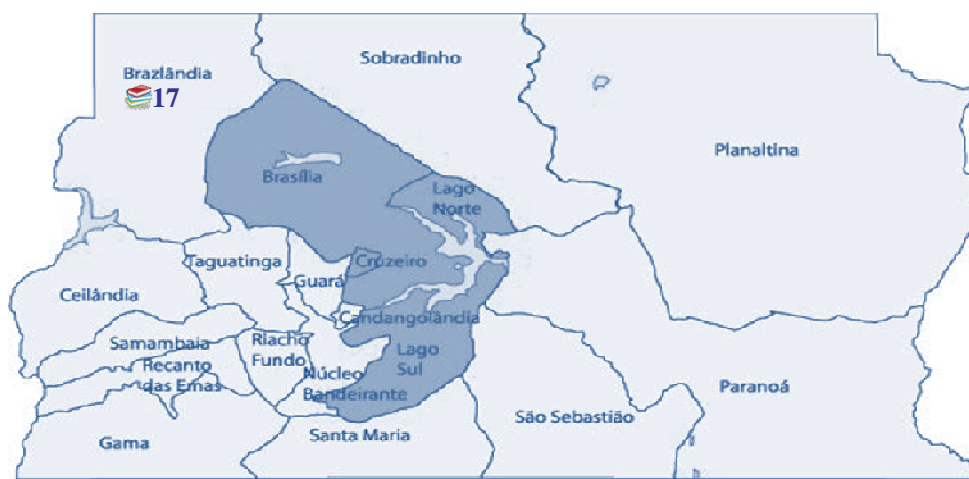 Sobradinho
Brazlândia
17
Planaltina
Brasília
Lago
Norte
Taguatinga
Cruzeiro
Guará
Ceilândia
Candangolândia
Samambaia
Riacho
Fundo
Lago
Sul
Recanto
das Emas
Núcleo
Bandeirante
Paranoá
São Sebastião
Gama
Santa Maria